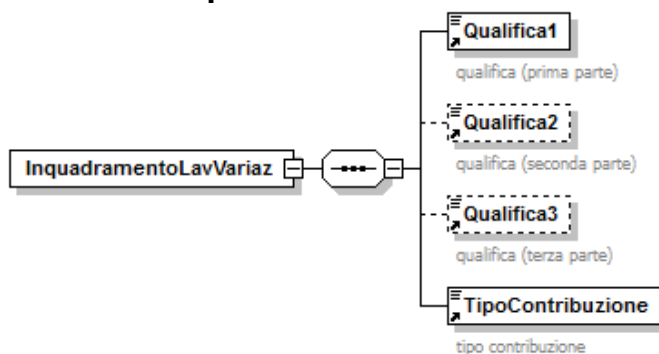 Qualifica1
qualifica (prima parte)
Qualifica2
qualifica (seconda parte)
InquadramentoLavVariaz
Qualifica3
qualifica (terza parte)
TipoContribuzione
tipo contribuzione